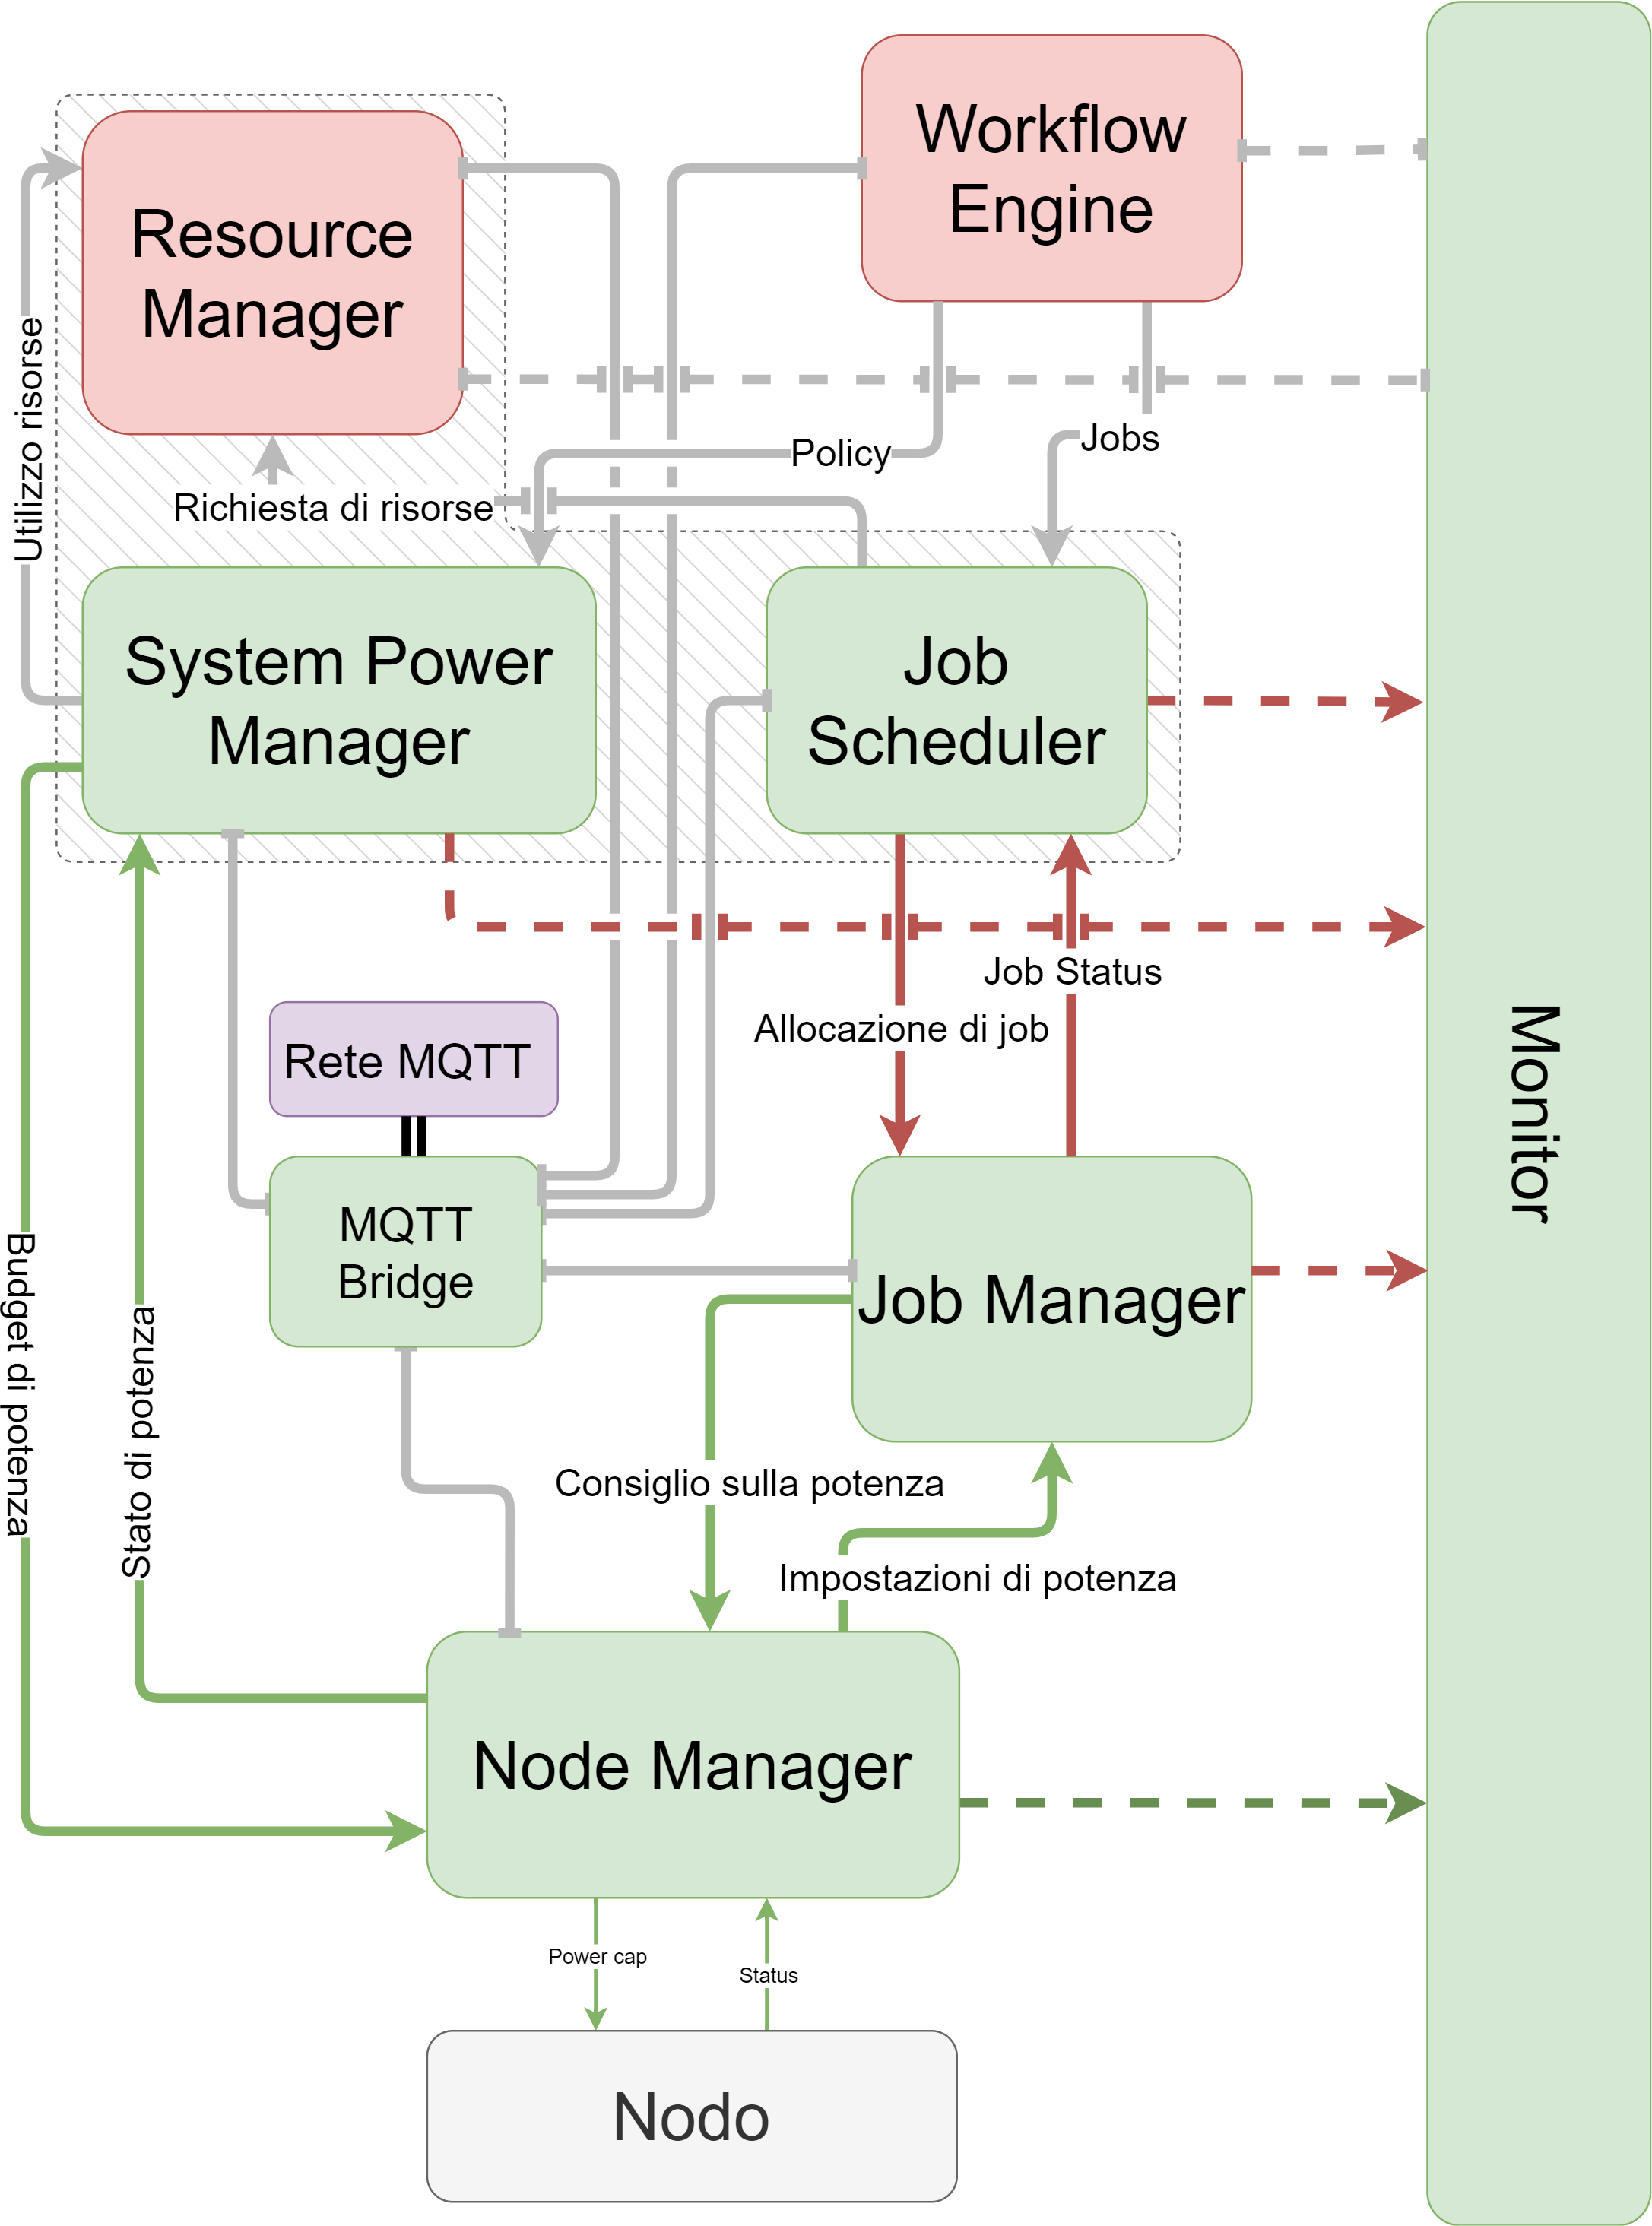 Workflow
Engine
Resource
Manager
Utilizzo risorse
Policy
Jobs
Richiesta di risorse
System Power
Manager
Job
Scheduler
Job Status
Allocazione di job
Monitor
Rete MQTT
MQTT
Bridge
Job Manager
Budget di potenza
Stato di potenza
Consiglio sulla potenza
Impostazioni di potenza
Node Manager
Power cap
Status
Nodo